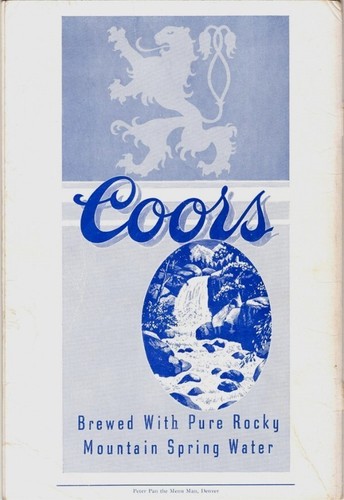 Coors
Brewed With Pure Rocky
Mountain Spring Water
Peter Pan the Menu Man, Denver